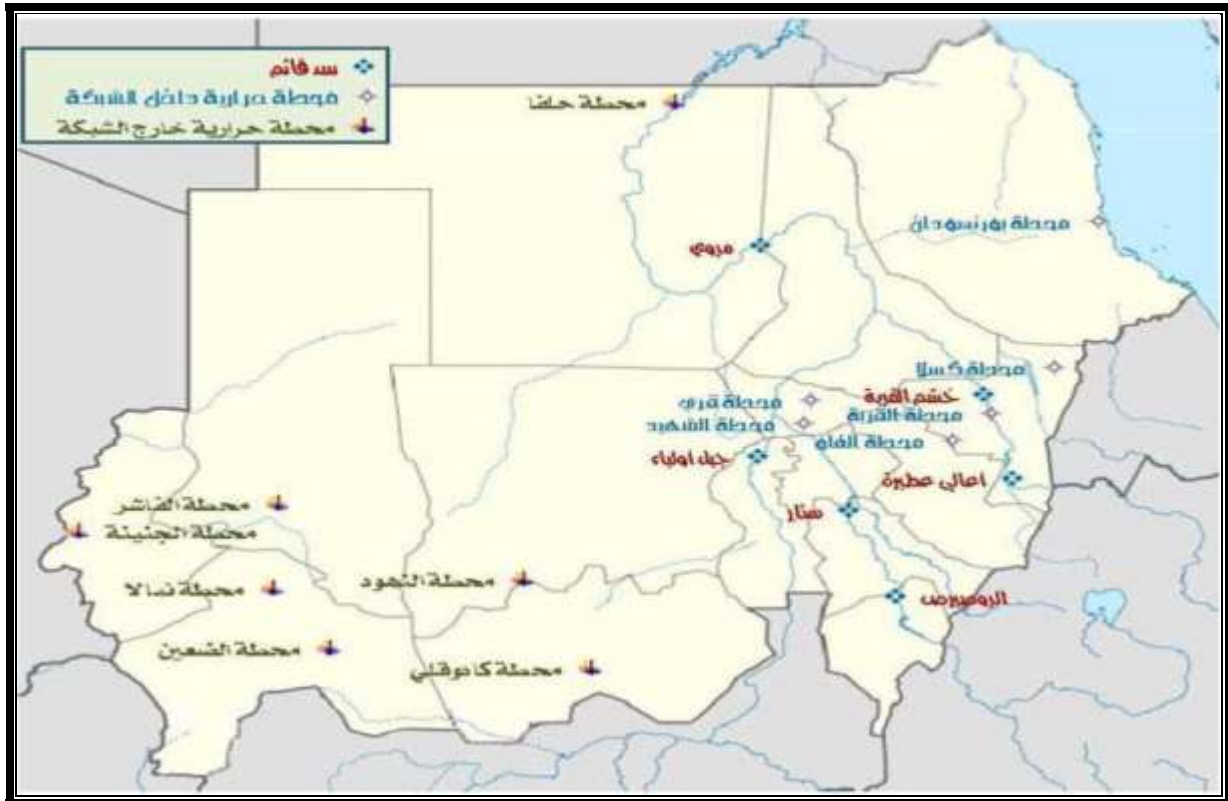 سد قائم
محطة حرارية داخل الشبكة
محطة حرارية خارج الشبكة
محطة حلفا
محطة بورتسودان
مروي
محطة كسلا
خشم القربة
محطة قري
محطة القربة
محطة الشهيد
محطة الفاو
جبل اولياء
اعالي عطبرة
محطة الفاشر
سنار
محطة الجنينة
محطة النهود
محطة نيالا
الروصيرص
محطة الضعين
محطة كادوقلي